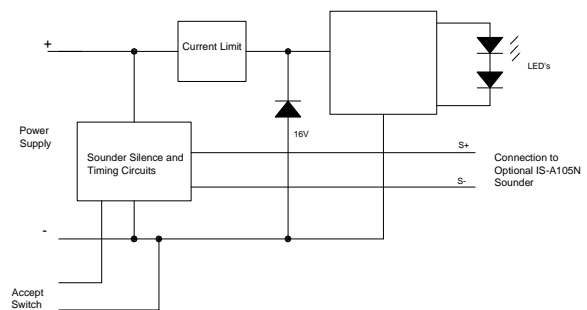 +
Current Limit
LED's
16V
Power
Supply
Sounder Silence and
Timing Circuits
S+
S-
Connection to
Optional IS-A105N
Sounder
-
Accept
Switch